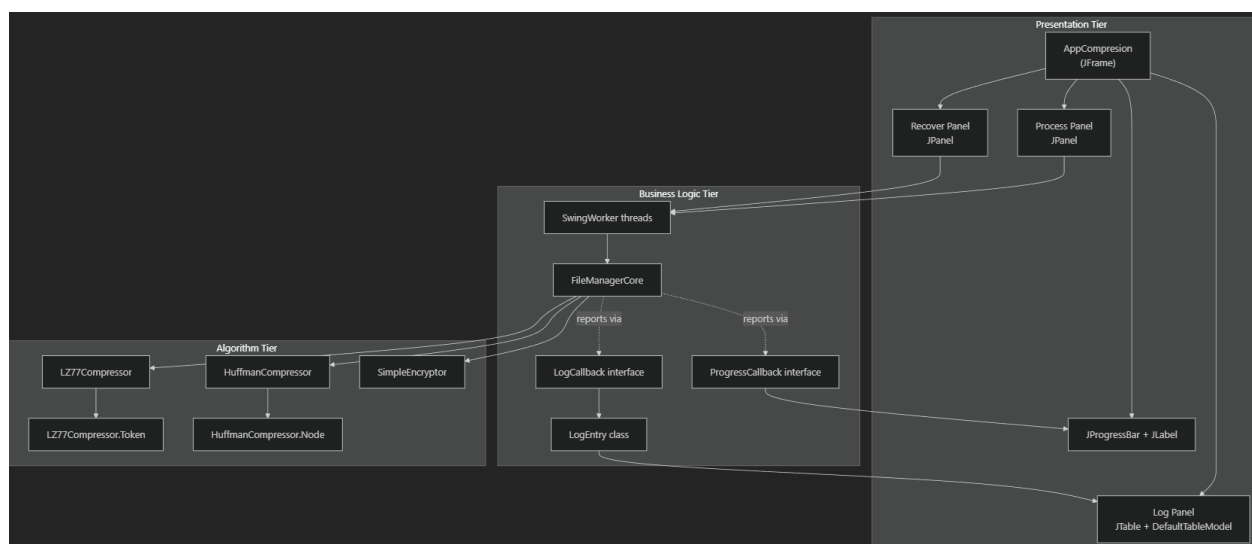 Presentation Tier
AppCompresion
(JFrame)
Recover Panel
JPanel
Process Panel
JPanel
Business Logic Tier
SwingWorker threads
FileManagerCore
reports via
reports via
Algorithm Tier
LZ77Compressor
HuffmanCompressor
SimpleEncryptor
LogCallback interface
ProgressCallback interface
LZ77Compressor.Token
HuffmanCompressor.Node
LogEntry class
JProgressBar + JLabel
Log Panel
JTable + DefaultTableModel